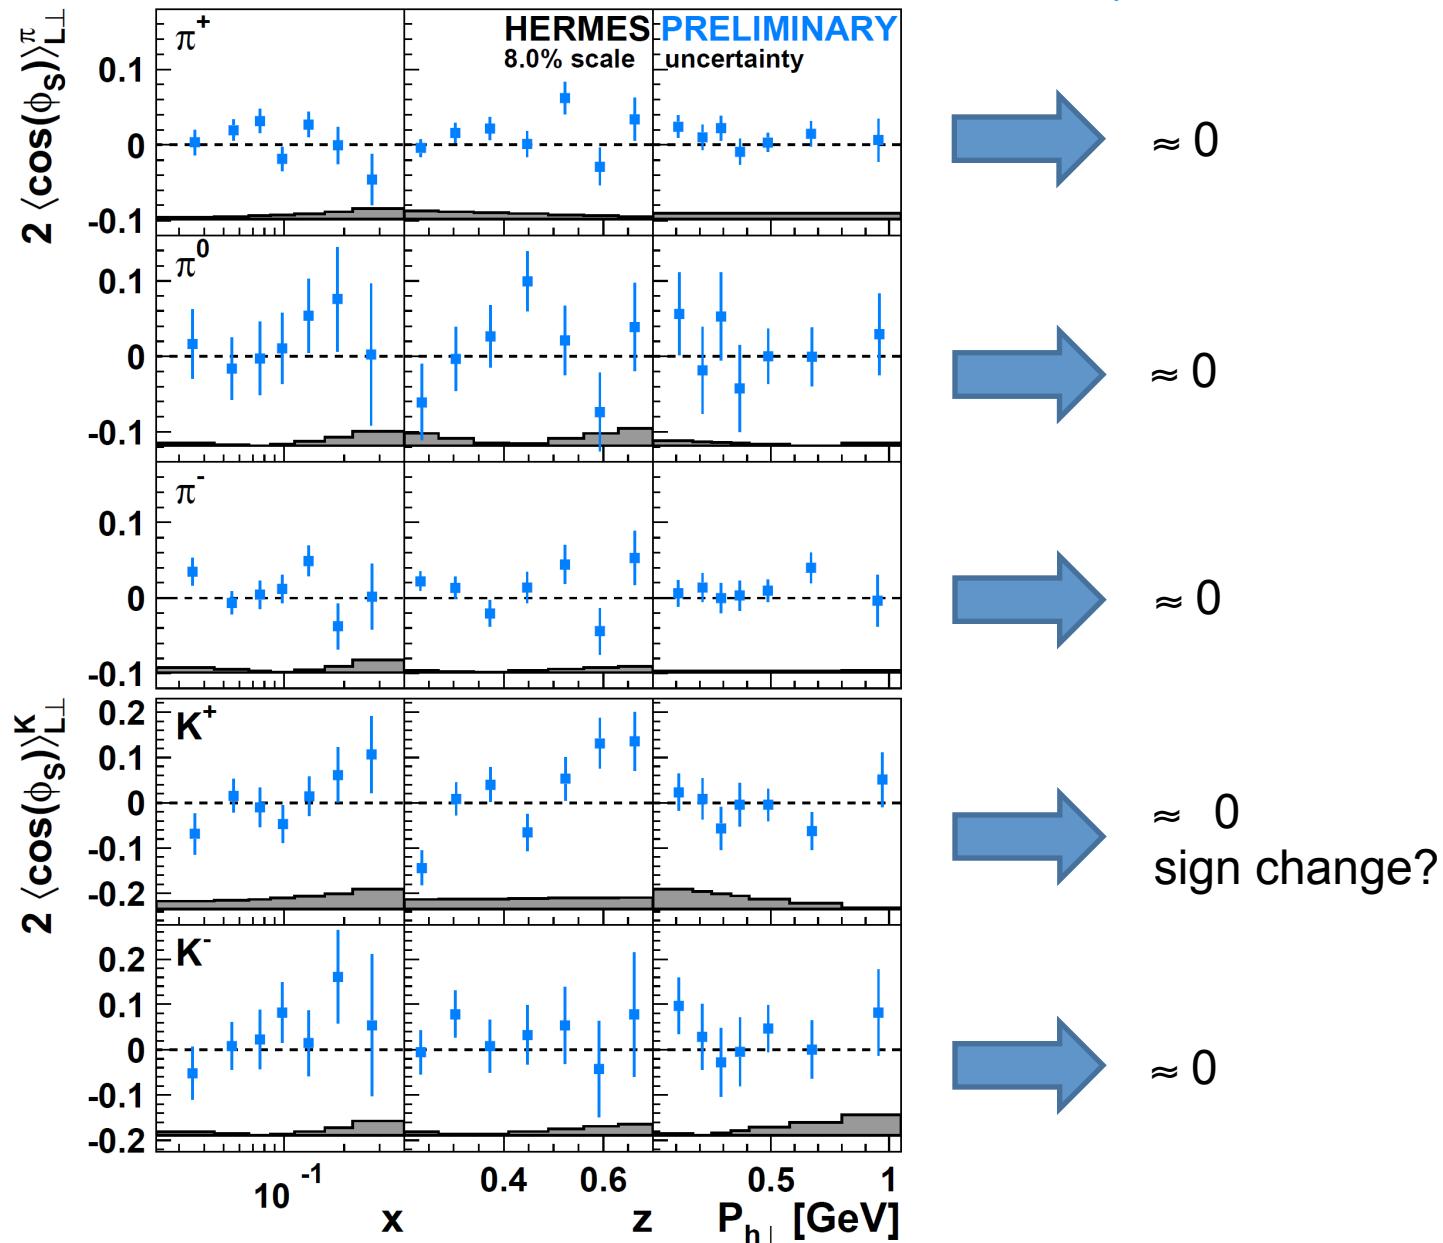 HERMES PRELIMINARY
8.0% scale uncertainty
2 ⟨cos(ϕS)⟩πL⊥
π+
0.1
0
-0.1
≈ 0
π0
0.1
0
-0.1
≈ 0
π-
0.1
0
-0.1
≈ 0
2 ⟨cos(ϕS)⟩KL⊥
K+
0.2
0.1
0
-0.1
-0.2
≈ 0
sign change?
K-
0.2
0.1
0
-0.1
-0.2
≈ 0
10-1
0.4 0.6
0.5 1
x
z
Ph⊥ [GeV]